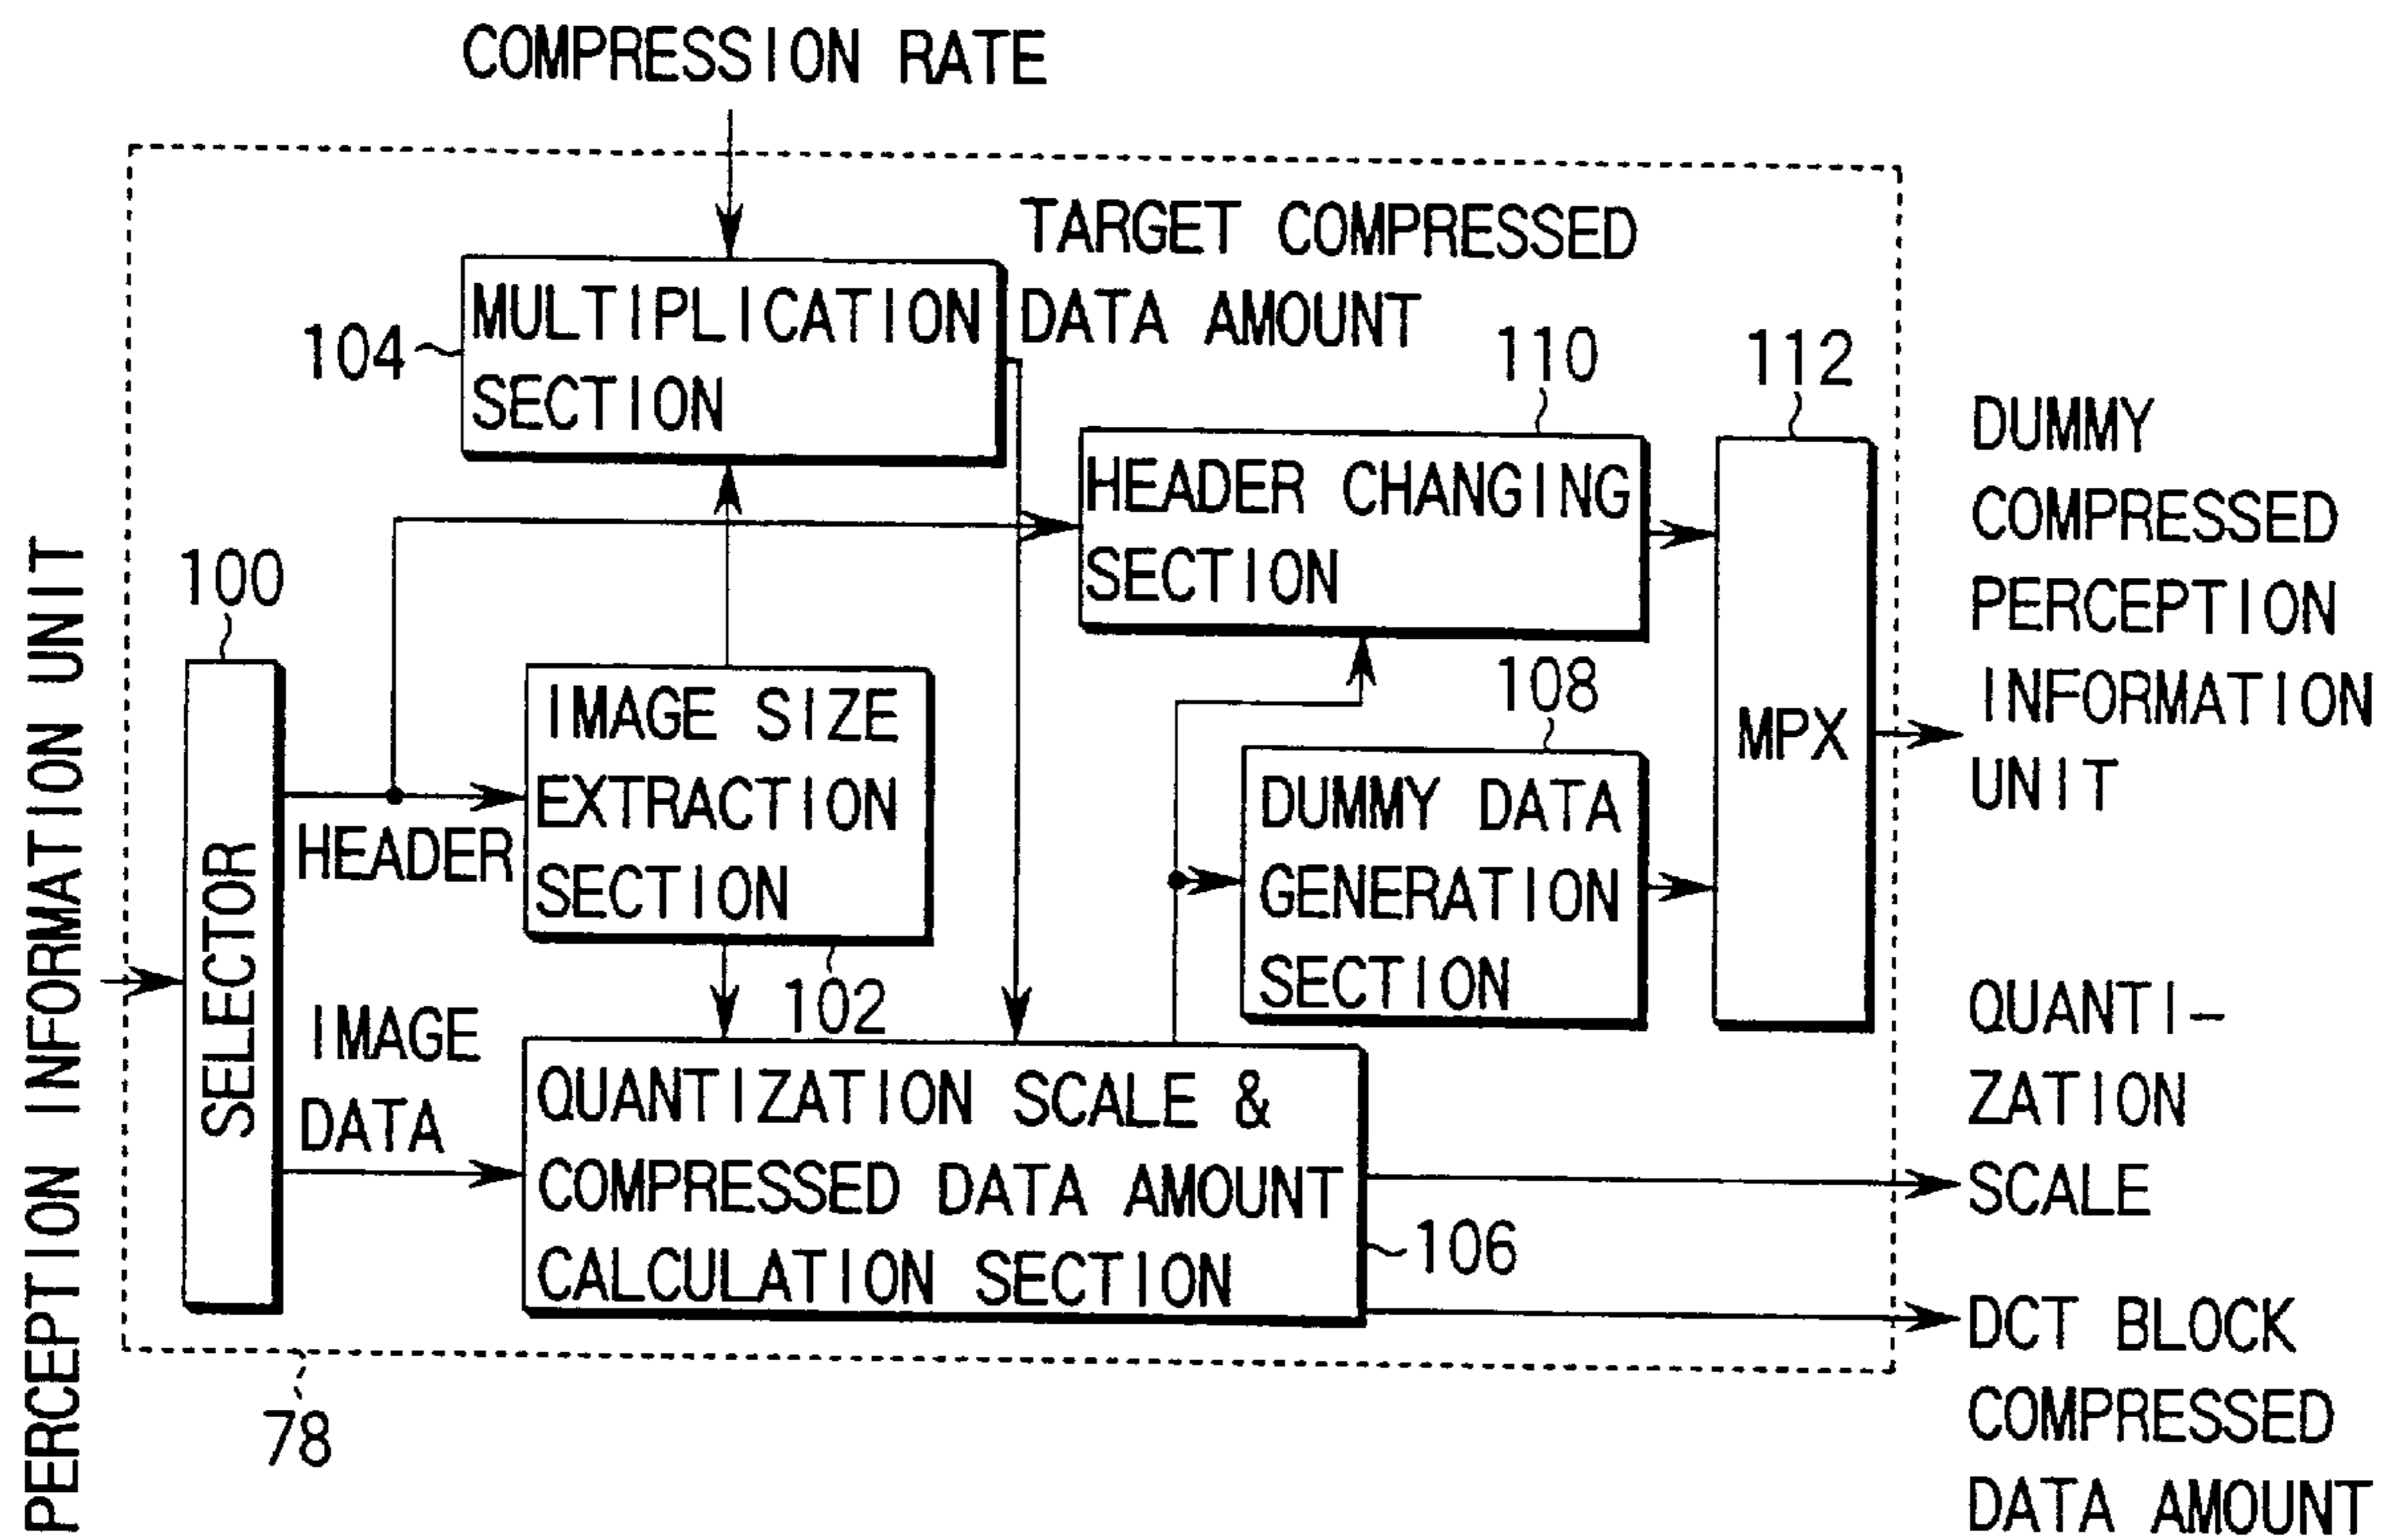 COMPRESSION RATE
TARGET COMPRESSED
DATA AMOUNT
MULTIPLICATION
SECTION
104
110
112
HEADER CHANGING
SECTION
DUMMY
COMPRESSED
PERCEPTION
INFORMATION
UNIT
PERCEPTION INFORMATION UNIT
100
SELECTOR
HEADER
IMAGE SIZE
EXTRACTION
SECTION
102
108
DUMMY DATA
GENERATION
SECTION
MPX
IMAGE
DATA
QUANTIZATION SCALE &
COMPRESSED DATA AMOUNT
CALCULATION SECTION
106
QUANTI-
ZATION
SCALE
DCT BLOCK
COMPRESSED
DATA AMOUNT
78